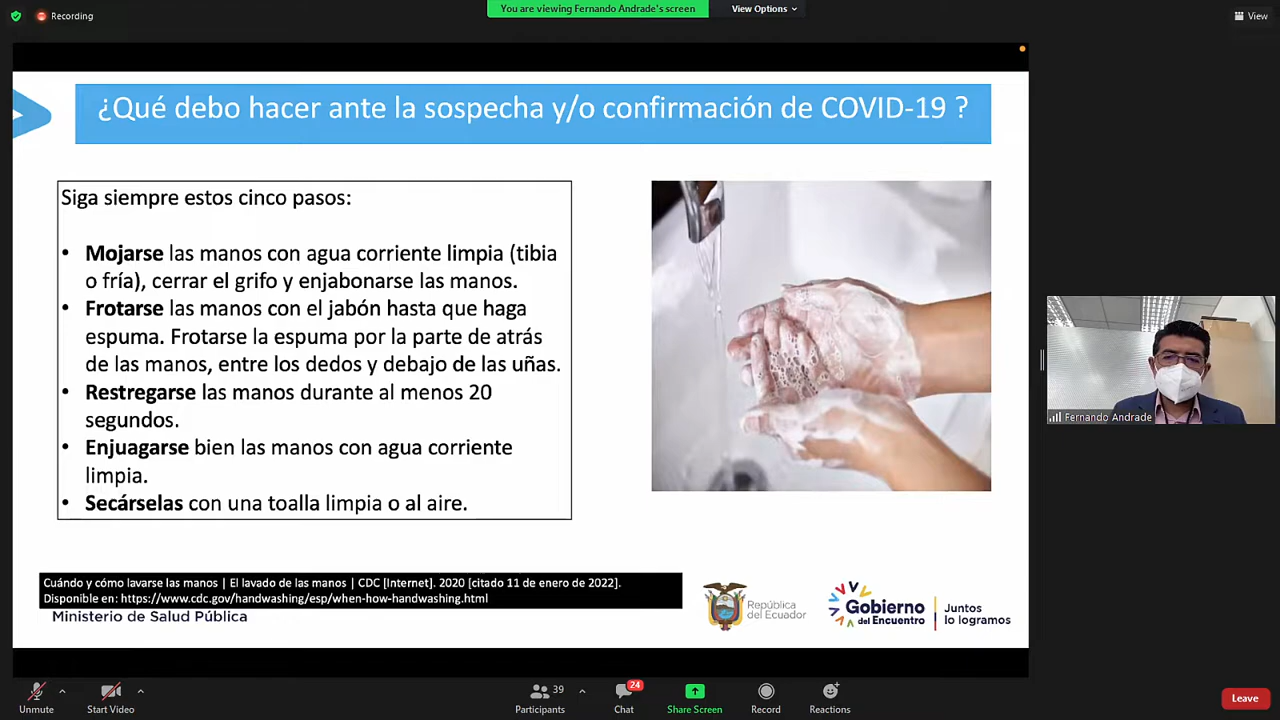 Recording
You are viewing Fernando Andrade's screen
View Options
View
¿Qué debo hacer ante la sospecha y/o confirmación de COVID-19 ?
Siga siempre estos cinco pasos:
• Mojarse las manos con agua corriente limpia (tibia
o fría), cerrar el grifo y enjabonarse las manos.
• Frotarse las manos con el jabón hasta que haga
espuma. Frotarse la espuma por la parte de atrás
de las manos, entre los dedos y debajo de las uñas.
• Restregarse las manos durante al menos 20
segundos.
• Enjuagarse bien las manos con agua corriente
limpia.
• Secárselas con una toalla limpia o al aire.
Fernando Andrade
Cuándo y cómo lavarse las manos | El lavado de las manos | CDC [Internet]. 2020 [citado 11 de enero de 2022].
Disponible en: https://www.cdc.gov/handwashing/esp/when-how-handwashing.html
Ministerio de Salud Pública
República
del Ecuador
Gobierno
del Encuentro
Juntos
lo logramos
Unmute
Start Video
39
Participants
24
Chat
Share Screen
Record
Reactions
Leave